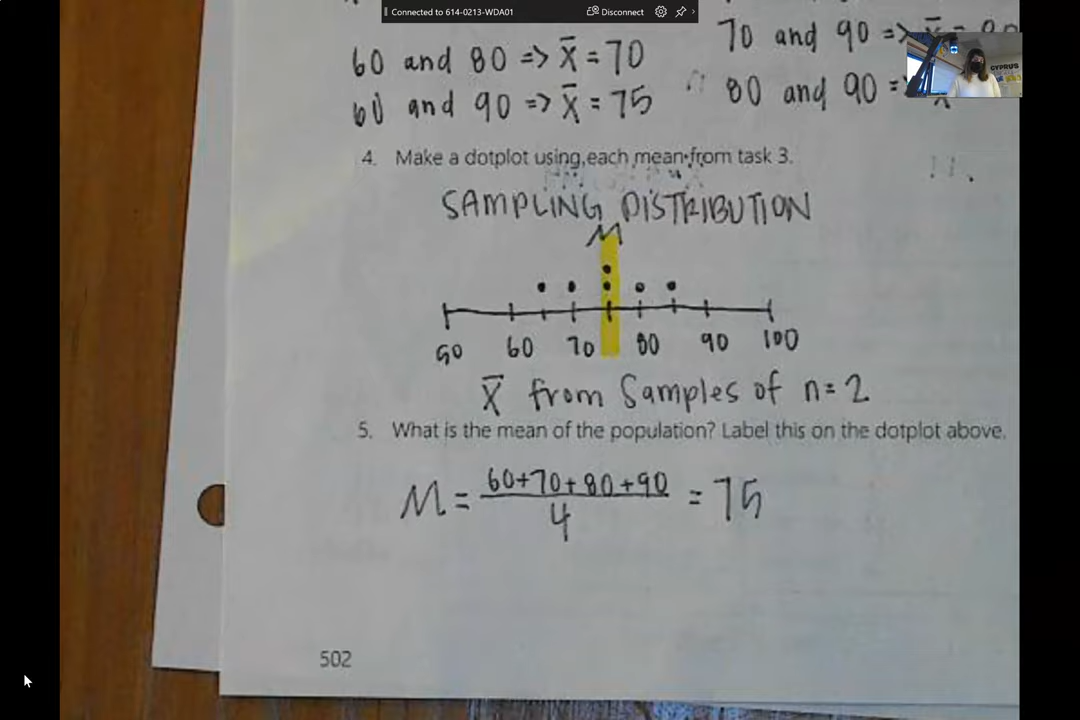 Connected to 614-0213-WDA01 Disconnect
60 and 80 => x̄ = 70
70 and 90 =>
CYPRUS
60 and 90 => x̄ = 75
80 and 90 =
4. Make a dotplot using each mean from task 3.
SAMPLING DISTRIBUTION
M
50 60 70 80 90 100
x̄ from Samples of n = 2
5. What is the mean of the population? Label this on the dotplot above.
M = 60+70+80+90 / 4 = 75
502